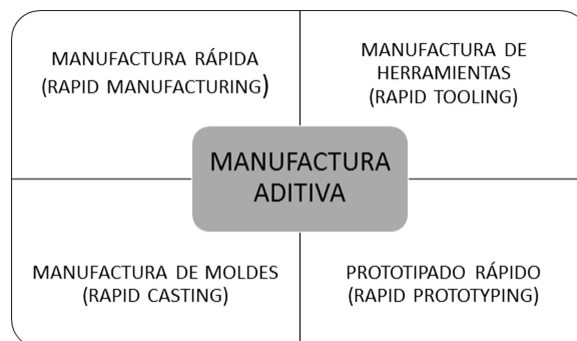 MANUFACTURA RÁPIDA
(RAPID MANUFACTURING)
MANUFACTURA DE
HERRAMIENTAS
(RAPID TOOLING)
MANUFACTURA
ADITIVA
MANUFACTURA DE MOLDES
(RAPID CASTING)
PROTOTIPADO RÁPIDO
(RAPID PROTOTYPING)